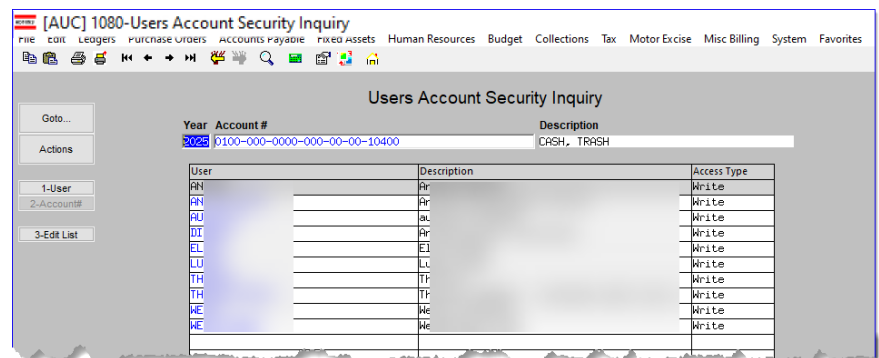 [AUC] 1080-Users Account Security Inquiry
File Edit Ledgers Purchase Orders Accounts Payable Fixed Assets Human Resources Budget Collections Tax Motor Excise Misc Billing System Favorites
Users Account Security Inquiry
Goto...
Year Account # Description
2025 0100-000-0000-000-00-00-10400 CASH, TRASH
Actions
User Description Access Type
AN Ar Write
1-User
AN Ar Write
2-Account#
AU au Write
DI Ar Write
3-Edit List
EL El Write
LU Lu Write
TH Th Write
TH Th Write
WE We Write
WE We Write